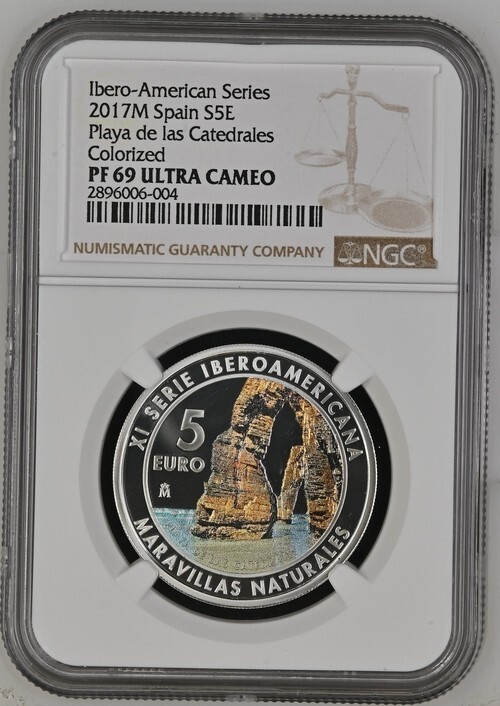 Ibero-American Series
2017M Spain S5E
Playa de las Catedrales
Colorized
PF 69 ULTRA CAMEO
2896006-004
NUMISMATIC GUARANTY COMPANY
NGC®
XI SERIE IBEROAMERICANA
5
EURO
M
MARAVILLAS NATURALES